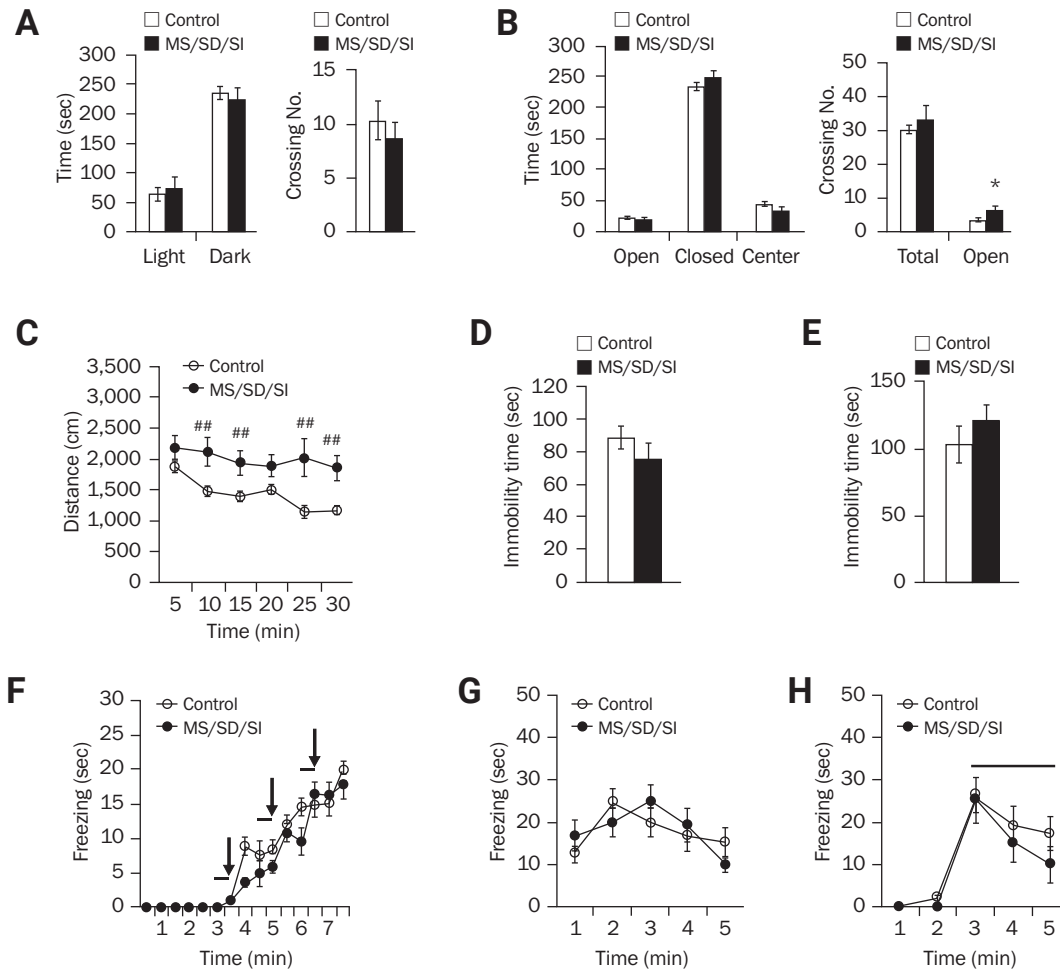 A
Control
MS/SD/SI
Time (sec)
300
250
200
150
100
50
0
Light Dark
Control
MS/SD/SI
Crossing No.
15
10
5
0
B
Control
MS/SD/SI
Time (sec)
300
250
200
150
100
50
0
Open Closed Center
Control
MS/SD/SI
Crossing No.
50
40
30
20
10
0
*
Total Open
C
Control
MS/SD/SI
Distance (cm)
3,500
3,000
2,500
2,000
1,500
1,000
500
0
## ## ## ##
5 10 15 20 25 30
Time (min)
D
Control
MS/SD/SI
Immobility time (sec)
120
100
80
60
40
20
0
E
Control
MS/SD/SI
Immobility time (sec)
150
100
50
0
F
Control
MS/SD/SI
Freezing (sec)
30
25
20
15
10
5
0
1 2 3 4 5 6 7
Time (min)
G
Control
MS/SD/SI
Freezing (sec)
50
40
30
20
10
0
1 2 3 4 5
Time (min)
H
Control
MS/SD/SI
Freezing (sec)
50
40
30
20
10
0
1 2 3 4 5
Time (min)